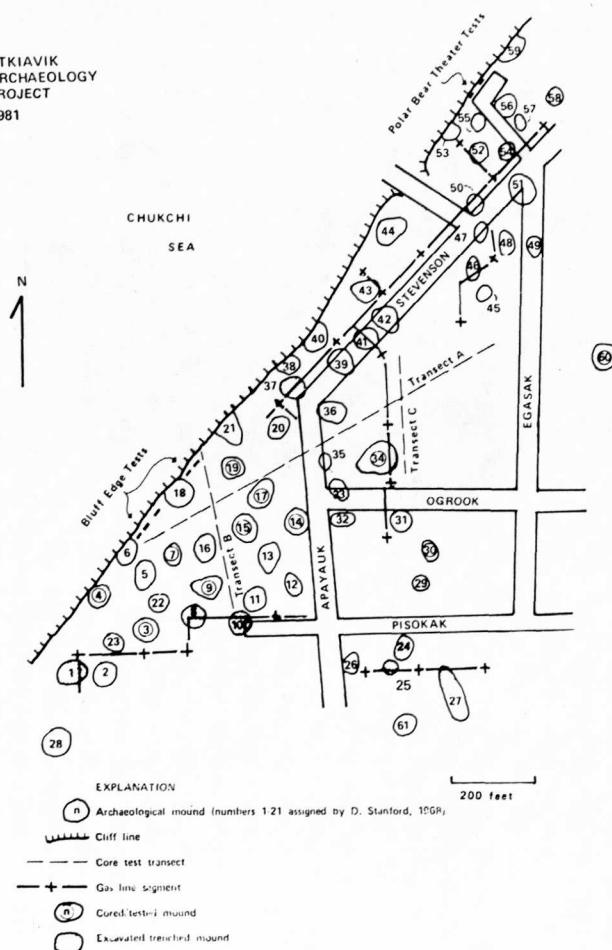 TKIAVIK
RCHAEOLOGY
ROJECT
981
CHUKCHI
SEA
N
Polar Bear Theater Tests
Bluff Edge Tests
STEVENSON
Transect A
Transect C
Transect B
APAYAUK
EGASAK
OGROOK
PISOKAK
59
58
57
56
55
54
53
52
51
50
49
48
47
46
45
44
43
42
41
40
39
38
37
36
35
34
33
32
31
30
29
60
21
20
19
18
17
16
15
14
13
12
11
10
9
7
6
5
4
3
22
23
1
2
24
25
26
27
28
61
200 feet
EXPLANATION
n Archaeological mound (numbers 1-21 assigned by D. Stanford, 1968)
Cliff line
Core test transect
Gas line segment
n Cored/tested mound
Excavated trenched mound